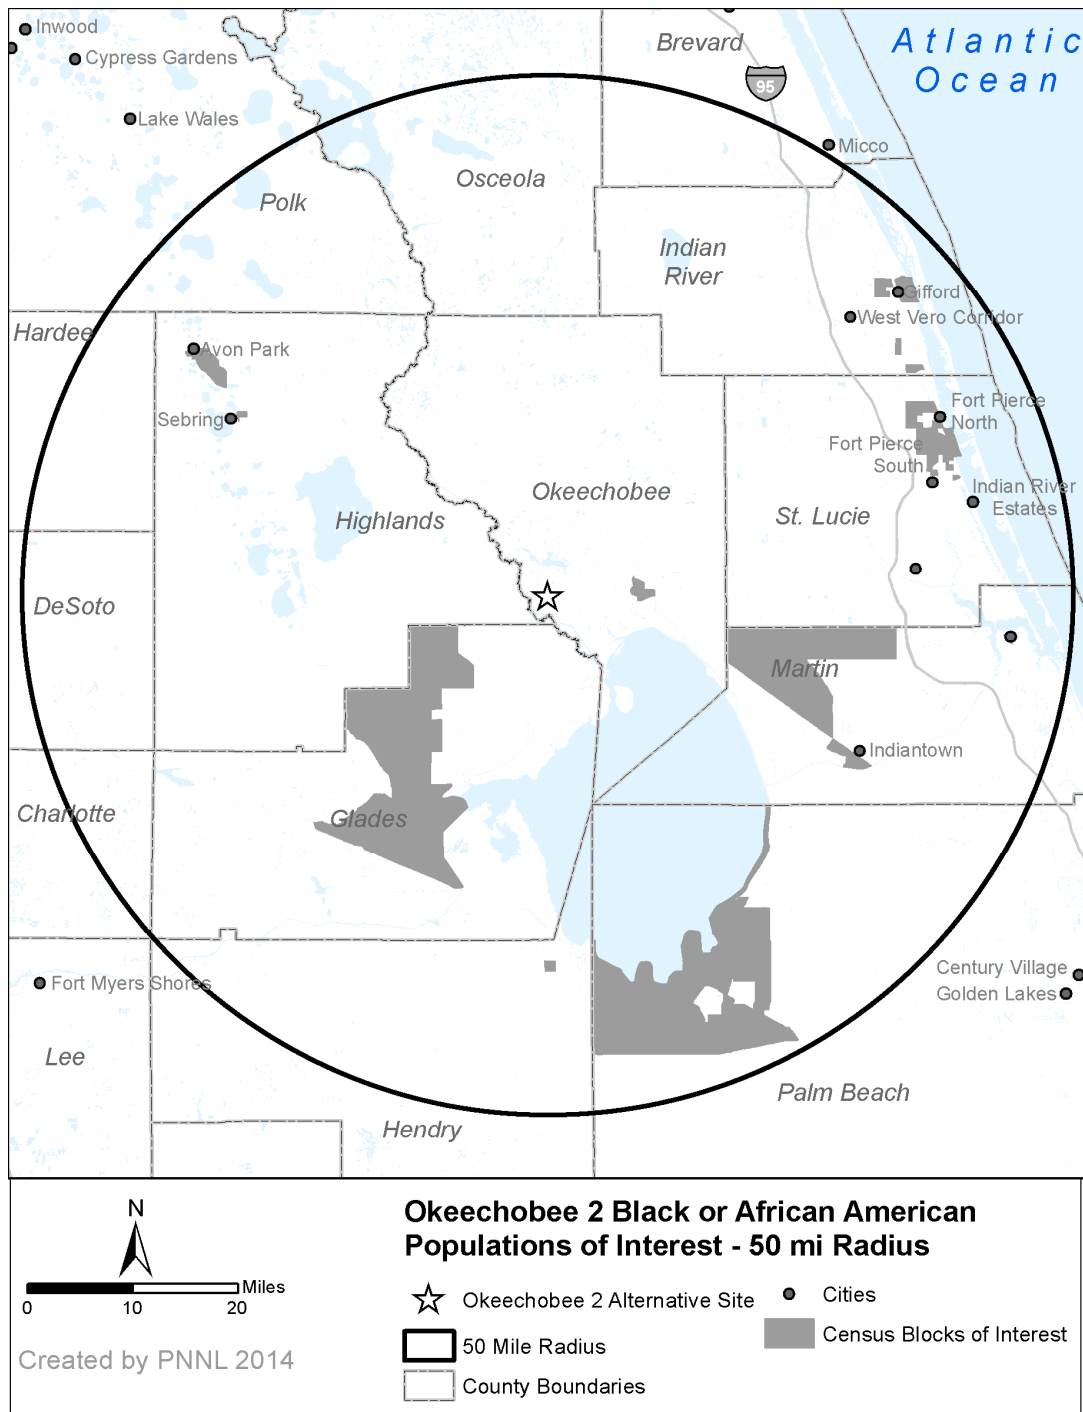 Inwood
Cypress Gardens
Lake Wales
Brevard
Atlantic
Ocean
95
Micco
Osceola
Polk
Indian
River
Gifford
West Vero Corridor
Hardee
Avon Park
Sebring
Fort Pierce
North
Fort Pierce
South
Indian River
Estates
Okeechobee
Highlands
St. Lucie
DeSoto
Martin
Indiantown
Charlotte
Glades
Century Village
Golden Lakes
Fort Myers Shores
Lee
Palm Beach
Hendry
N
Miles
0 10 20
Created by PNNL 2014
Okeechobee 2 Black or African American
Populations of Interest - 50 mi Radius
Okeechobee 2 Alternative Site
Cities
50 Mile Radius
Census Blocks of Interest
County Boundaries